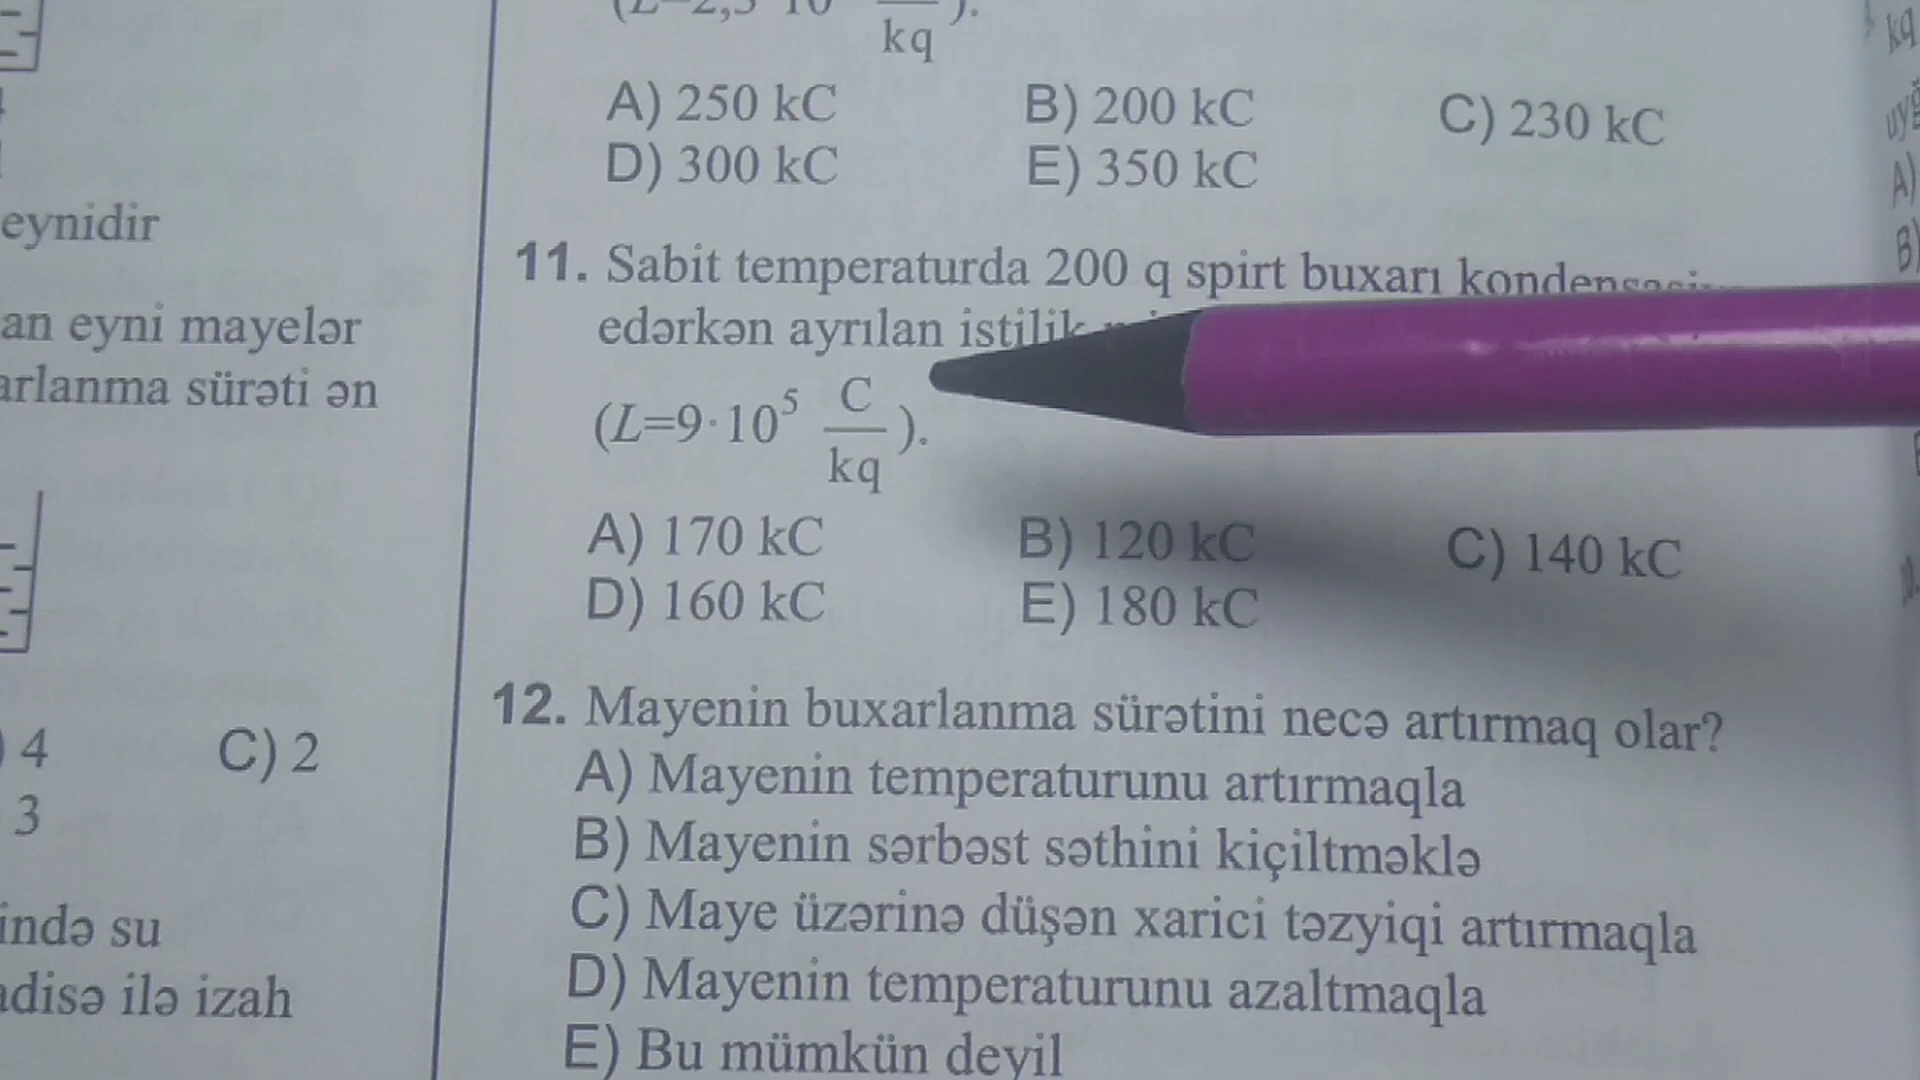 kq
A) 250 kC B) 200 kC C) 230 kC
D) 300 kC E) 350 kC
eynidir
an eyni mayelər
arlanma sürəti ən
4 C) 2
3
ində su
adisə ilə izah
11. Sabit temperaturda 200 q spirt buxarı
edərkən ayrılan istilik
(L=9·10⁵ C/kq).
A) 170 kC B) 120 kC C) 140 kC
D) 160 kC E) 180 kC
12. Mayenin buxarlanma sürətini necə artırmaq olar?
A) Mayenin temperaturunu artırmaqla
B) Mayenin sərbəst səthini kiçiltməklə
C) Maye üzərinə düşən xarici təzyiqi artırmaqla
D) Mayenin temperaturunu azaltmaqla
E) Bu mümkün deyil
kq
A)
B)